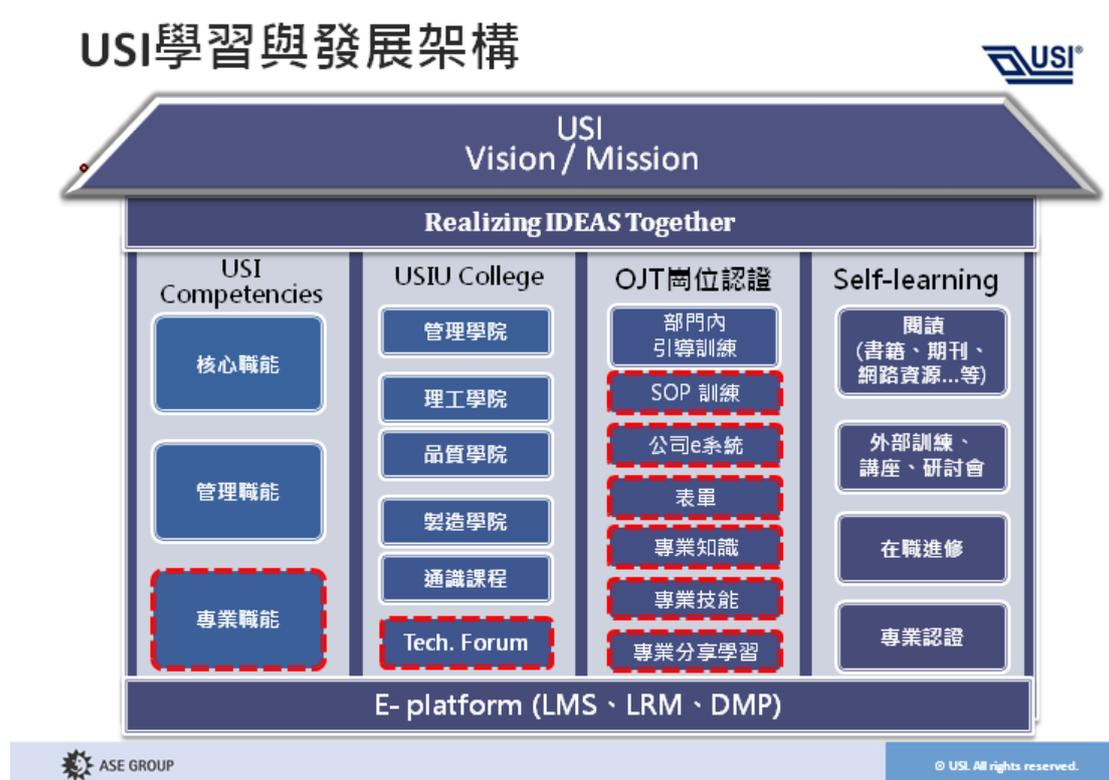 USI學習與發展架構
USI®
USI
Vision / Mission
Realizing IDEAS Together
USI
Competencies
核心職能
管理職能
專業職能
USIU College
管理學院
理工學院
品質學院
製造學院
通識課程
Tech. Forum
OJT崗位認證
部門內
引導訓練
SOP 訓練
公司e系統
表單
專業知識
專業技能
專業分享學習
Self-learning
閱讀
(書籍、期刊、
網路資源...等)
外部訓練、
講座、研討會
在職進修
專業認證
E- platform (LMS、LRM、DMP)
ASE GROUP
© USI. All rights reserved.